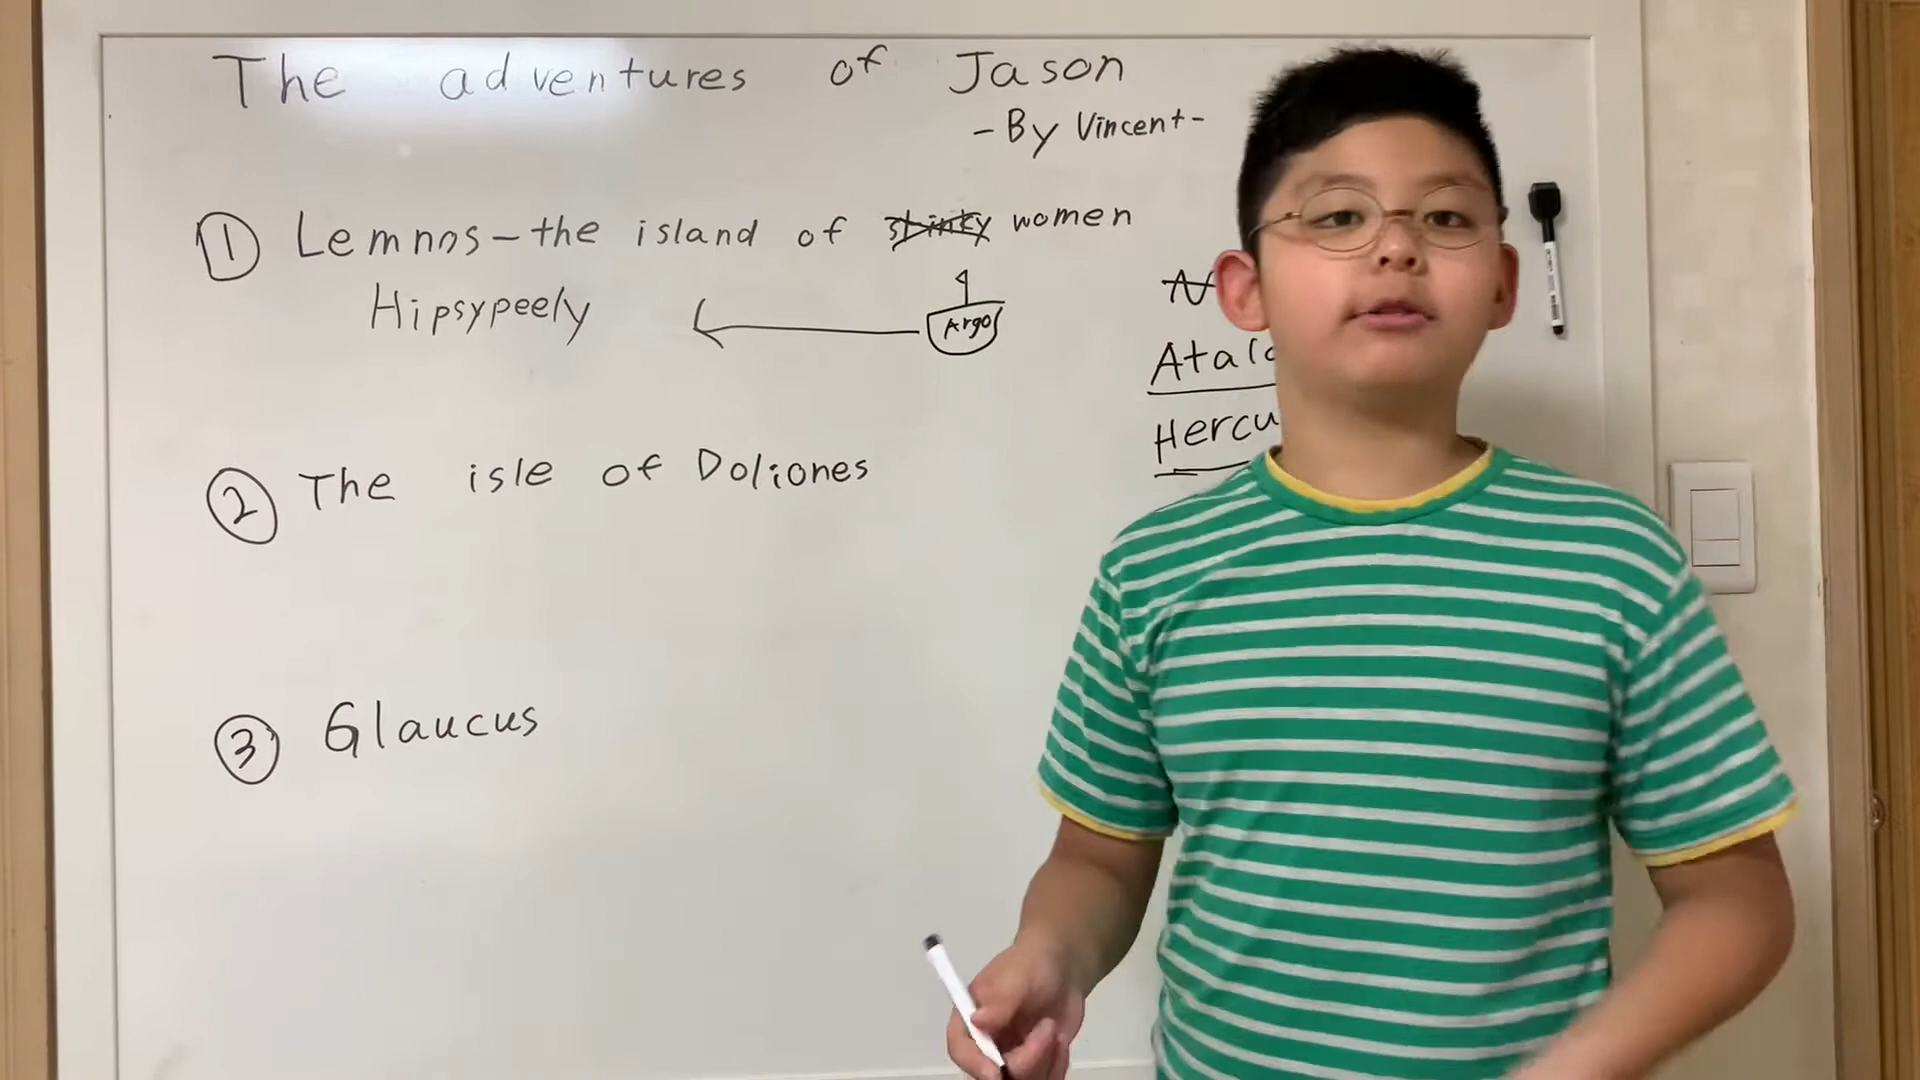 The adventures of Jason
- By Vincent -
① Lemnos - the island of stinky women
Hipsypeely
Argo
② The isle of Doliones
③ Glaucus